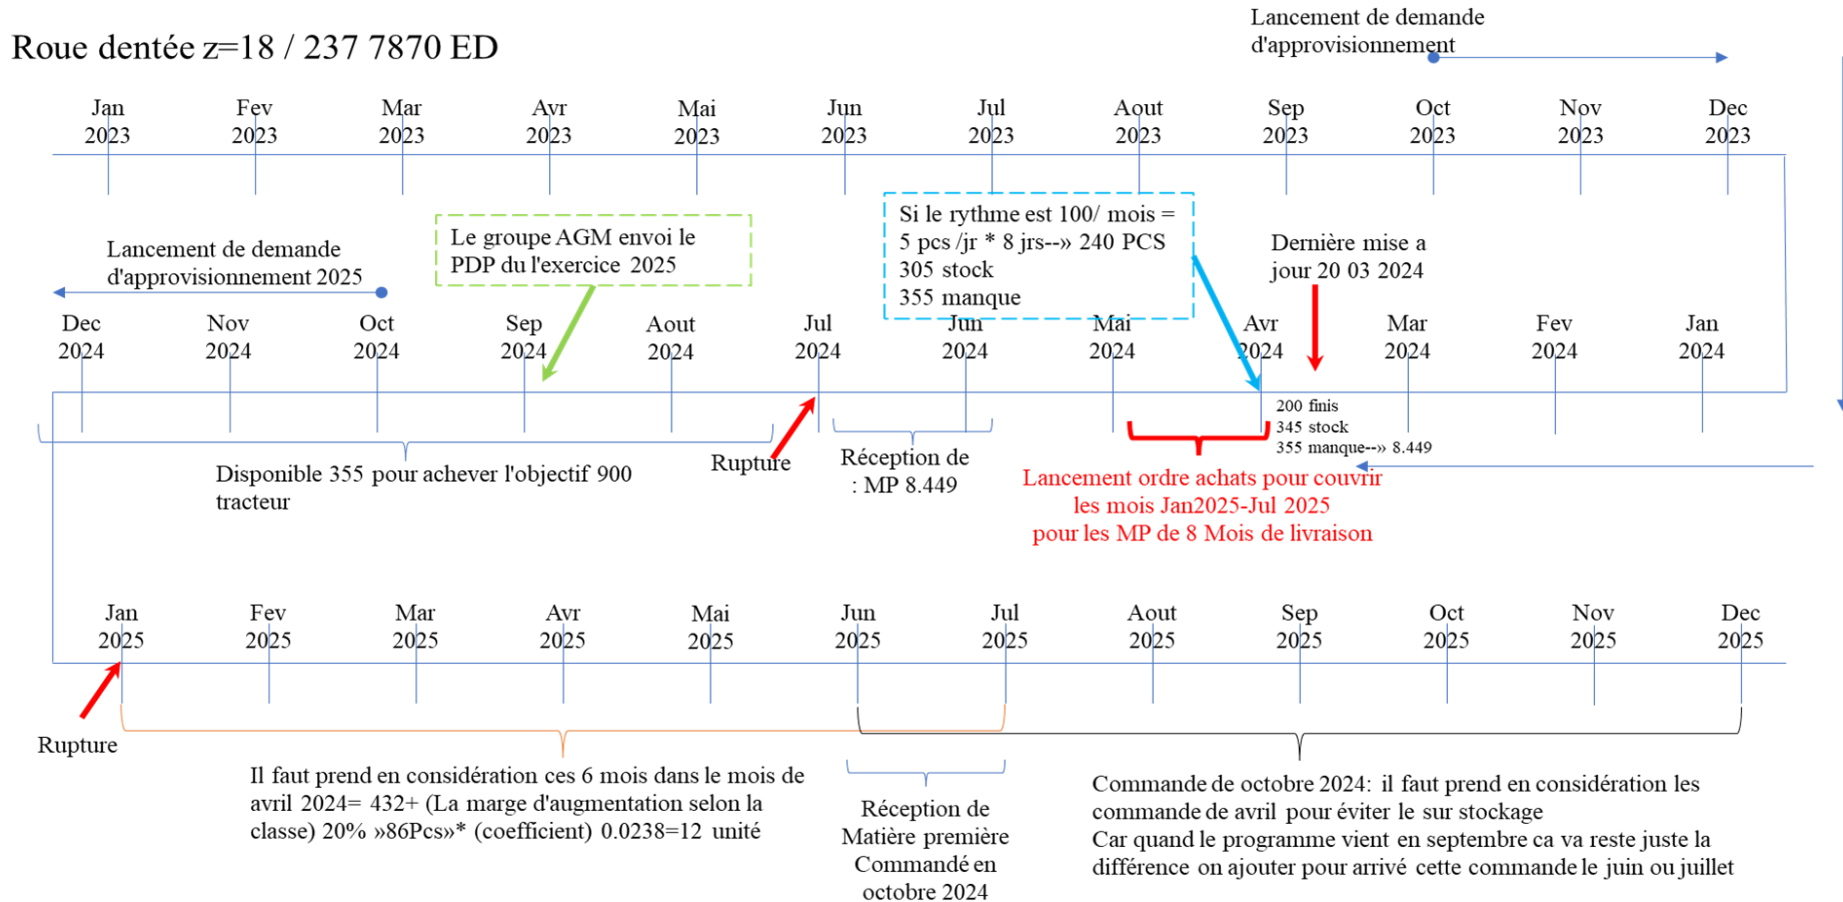 Lancement de demande
d'approvisionnement
Roue dentée z=18 / 237 7870 ED
Jan
2023
Fev
2023
Mar
2023
Avr
2023
Mai
2023
Jun
2023
Jul
2023
Aout
2023
Sep
2023
Oct
2023
Nov
2023
Dec
2023
Lancement de demande
d'approvisionnement 2025
Le groupe AGM envoi le
PDP du l'exercice 2025
Si le rythme est 100/ mois =
5 pcs /jr * 8 jrs--» 240 PCS
305 stock
355 manque
Dernière mise a
jour 20 03 2024
Dec
2024
Nov
2024
Oct
2024
Sep
2024
Aout
2024
Jul
2024
Jun
2024
Mai
2024
Avr
2024
Mar
2024
Fev
2024
Jan
2024
200 finis
345 stock
355 manque--» 8.449
Disponible 355 pour achever l'objectif 900
tracteur
Rupture
Réception de
: MP 8.449
Lancement ordre achats pour couvrir
les mois Jan2025-Jul 2025
pour les MP de 8 Mois de livraison
Jan
2025
Fev
2025
Mar
2025
Avr
2025
Mai
2025
Jun
2025
Jul
2025
Aout
2025
Sep
2025
Oct
2025
Nov
2025
Dec
2025
Rupture
Il faut prend en considération ces 6 mois dans le mois de
avril 2024= 432+ (La marge d'augmentation selon la
classe) 20% »86Pcs»* (coefficient) 0.0238=12 unité
Réception de
Matière première
Commandé en
octobre 2024
Commande de octobre 2024: il faut prend en considération les
commande de avril pour éviter le sur stockage
Car quand le programme vient en septembre ca va reste juste la
différence on ajouter pour arrivé cette commande le juin ou juillet